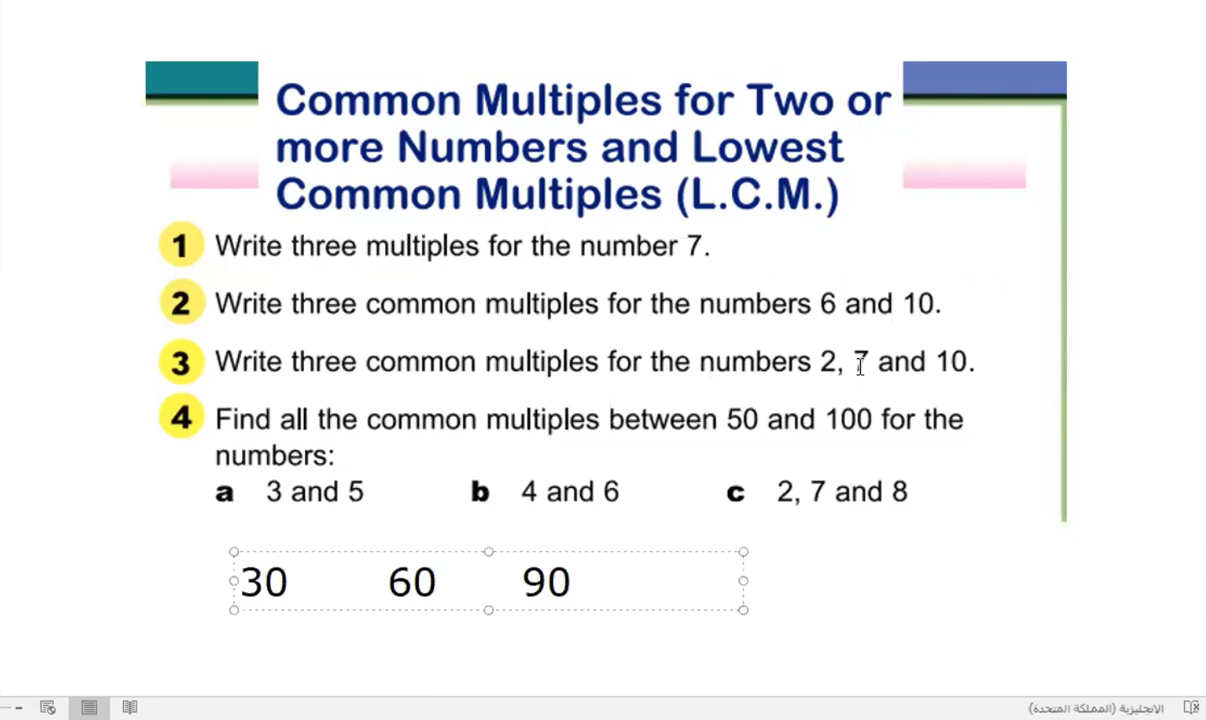 Common Multiples for Two or
more Numbers and Lowest
Common Multiples (L.C.M.)
1 Write three multiples for the number 7.
2 Write three common multiples for the numbers 6 and 10.
3 Write three common multiples for the numbers 2, 7 and 10.
4 Find all the common multiples between 50 and 100 for the
numbers:
a 3 and 5 b 4 and 6 c 2, 7 and 8
30 60 90
الإنجليزية (المملكة المتحدة)